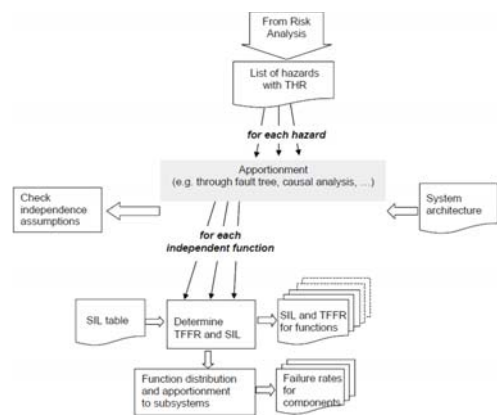 From Risk
Analysis
List of hazards
with THR
for each hazard
Apportionment
(e.g. through fault tree, causal analysis, …)
Check
independence
assumptions
System
architecture
for each
independent function
SIL table
Determine
TFFR and SIL
SIL and TFFR
for functions
Function distribution
and apportionment
to subsystems
Failure rates
for
components